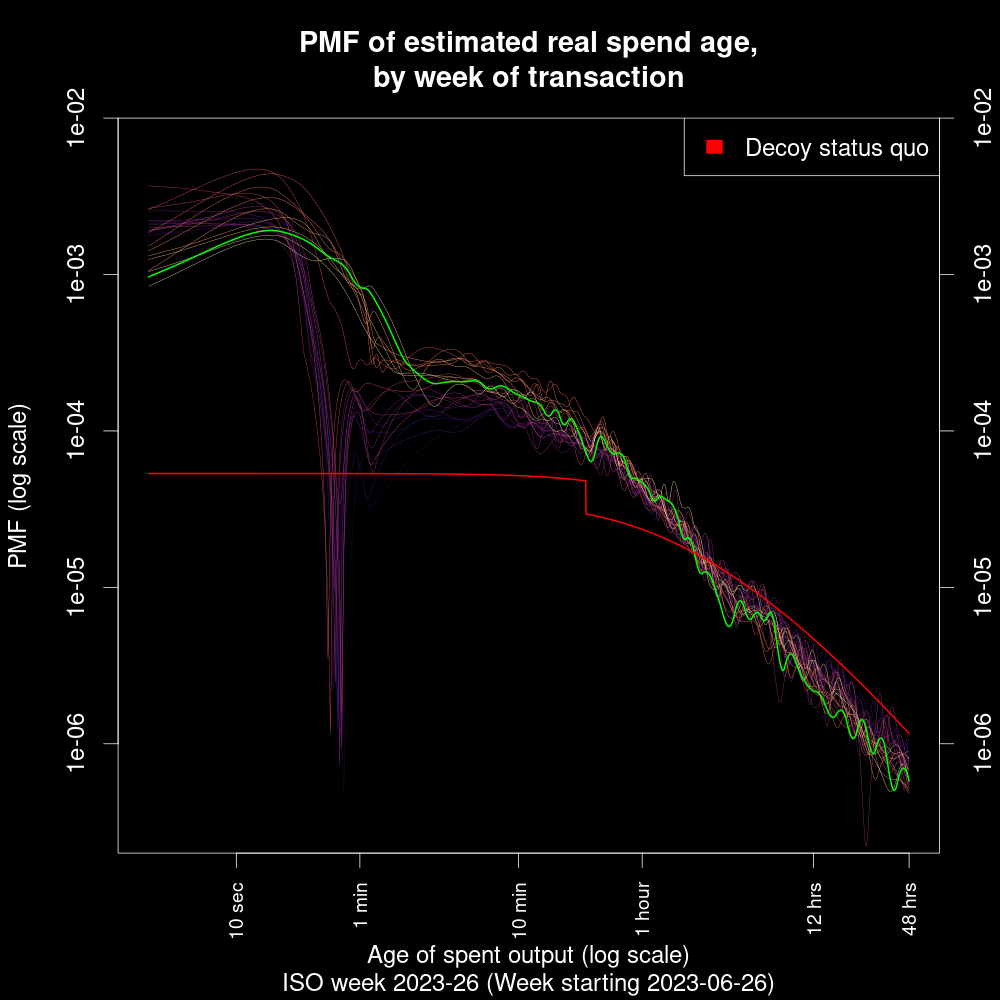 PMF of estimated real spend age,
by week of transaction
Decoy status quo
PMF (log scale)
1e-02
1e-03
1e-04
1e-05
1e-06
1e-02
1e-03
1e-04
1e-05
1e-06
10 sec
1 min
10 min
1 hour
12 hrs
48 hrs
Age of spent output (log scale)
ISO week 2023-26 (Week starting 2023-06-26)